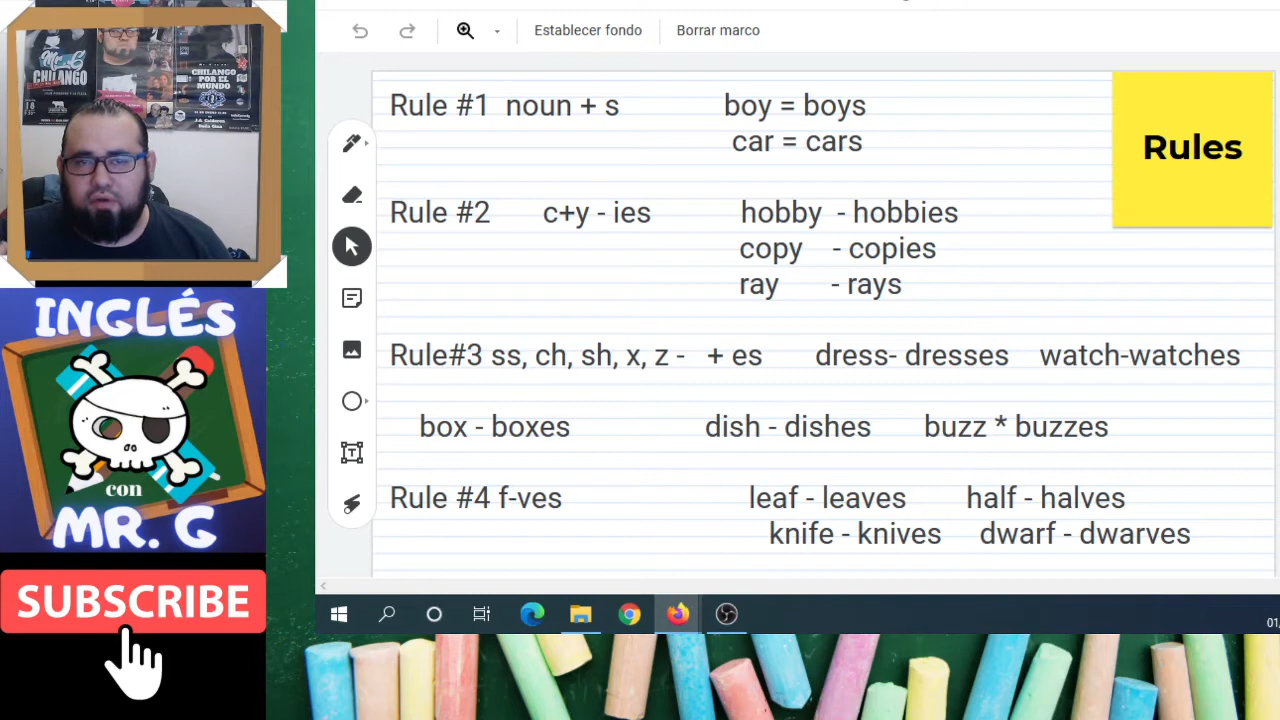 Establecer fondo
Borrar marco
Mr. G
CHILANGO
CHILANGO
POR EL
MUNDO
Rules
Rule #1 noun + s boy = boys
car = cars
Rule #2 c+y - ies hobby - hobbies
copy - copies
ray - rays
Rule#3 ss, ch, sh, x, z - + es dress- dresses watch-watches
box - boxes dish - dishes buzz * buzzes
Rule #4 f-ves leaf - leaves half - halves
knife - knives dwarf - dwarves
INGLÉS
con
MR. G
SUBSCRIBE
01,